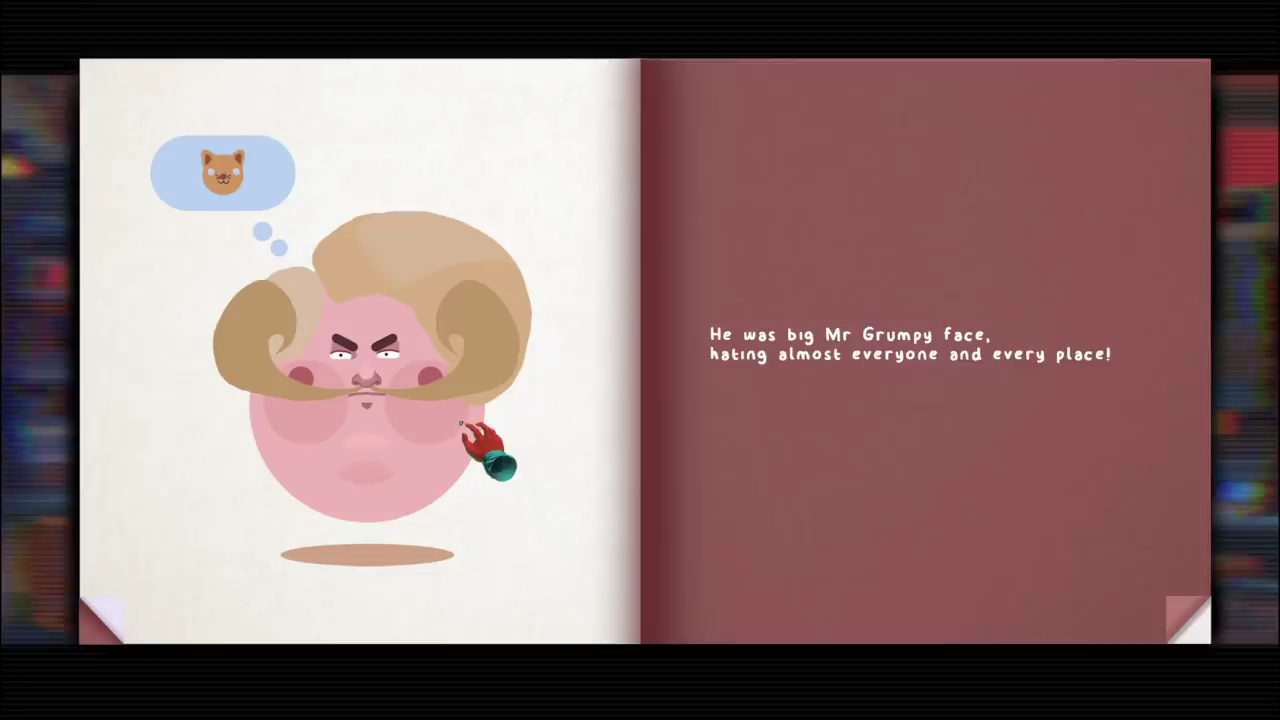 He was big Mr Grumpy face,
hating almost everyone and every place!